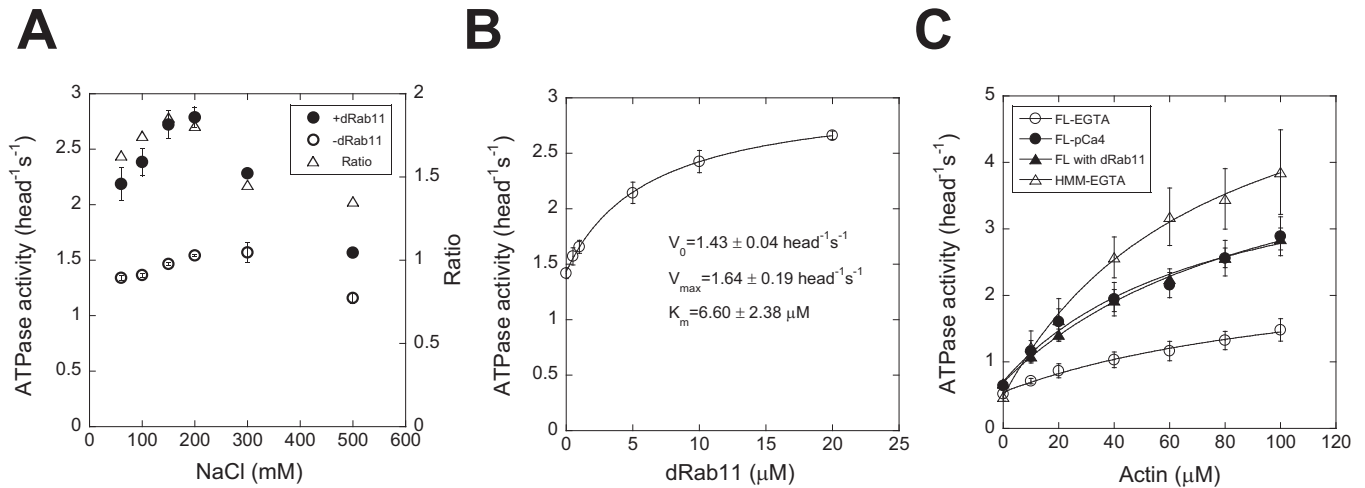 A
B
C
ATPase activity (head⁻¹s⁻¹)
3
2.5
2
1.5
1
0.5
0
0 100 200 300 400 500 600
NaCl (mM)
2
1.5
1
0.5
0
Ratio
+dRab11
-dRab11
Ratio
ATPase activity (head⁻¹s⁻¹)
3
2.5
2
1.5
1
0.5
0
0 5 10 15 20 25
dRab11 (μM)
V₀=1.43 ± 0.04 head⁻¹s⁻¹
Vmax=1.64 ± 0.19 head⁻¹s⁻¹
Km=6.60 ± 2.38 μM
ATPase activity (head⁻¹s⁻¹)
5
4
3
2
1
0
0 20 40 60 80 100 120
Actin (μM)
FL-EGTA
FL-pCa4
FL with dRab11
HMM-EGTA